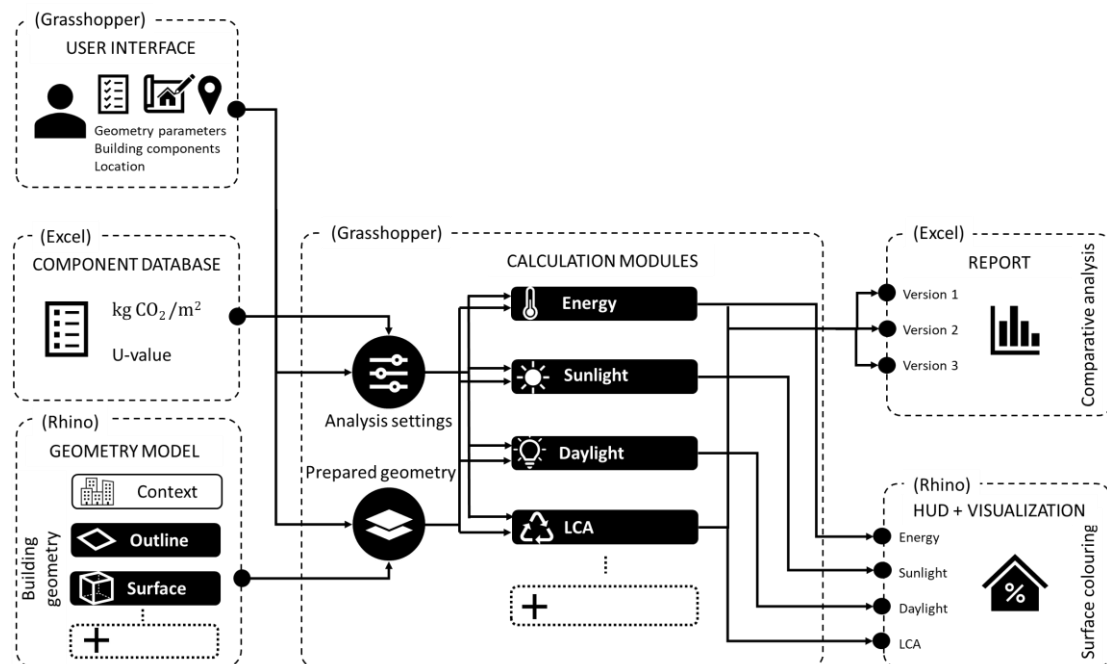 (Grasshopper)
USER INTERFACE
Geometry parameters
Building components
Location
(Excel)
COMPONENT DATABASE
kg CO₂/m²
U-value
(Rhino)
GEOMETRY MODEL
Context
Building geometry
Outline
Surface
(Grasshopper)
CALCULATION MODULES
Analysis settings
Prepared geometry
Energy
Sunlight
Daylight
LCA
(Excel)
REPORT
Version 1
Version 2
Version 3
Comparative analysis
(Rhino)
HUD + VISUALIZATION
Energy
Sunlight
Daylight
LCA
%
Surface colouring